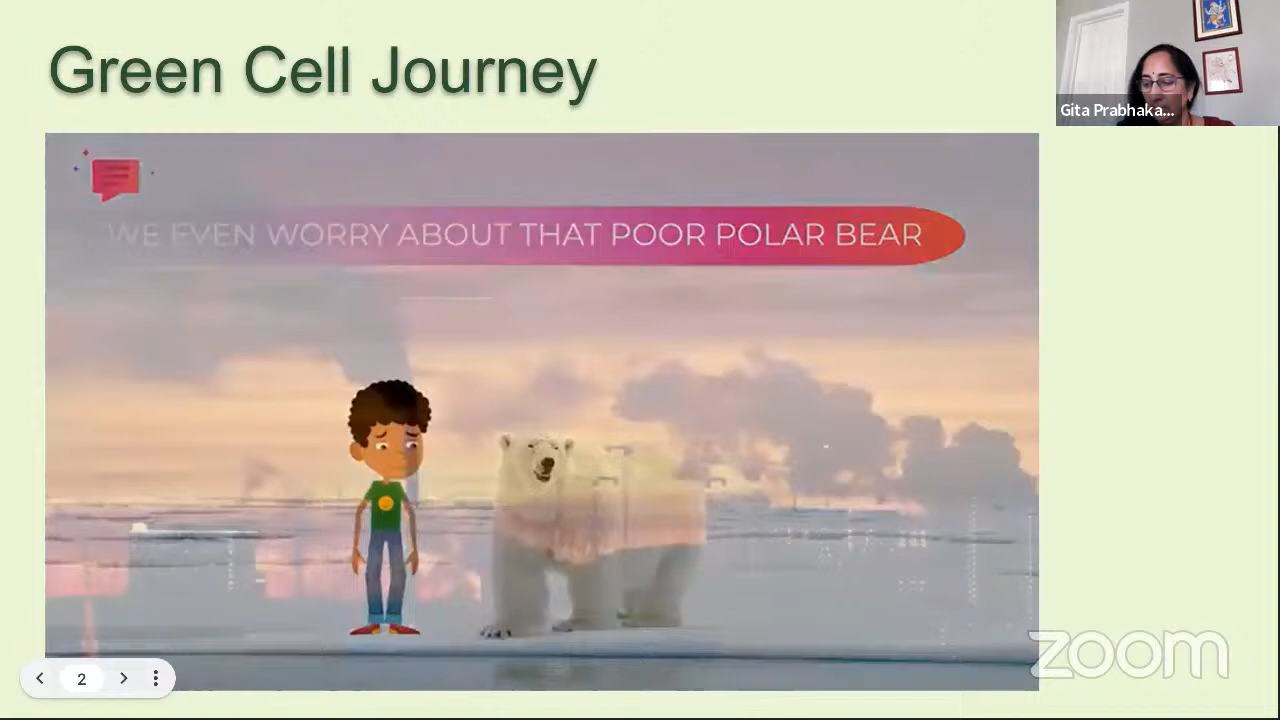 Green Cell Journey
Gita Prabhaka...
WE EVEN WORRY ABOUT THAT POOR POLAR BEAR
2
zoom